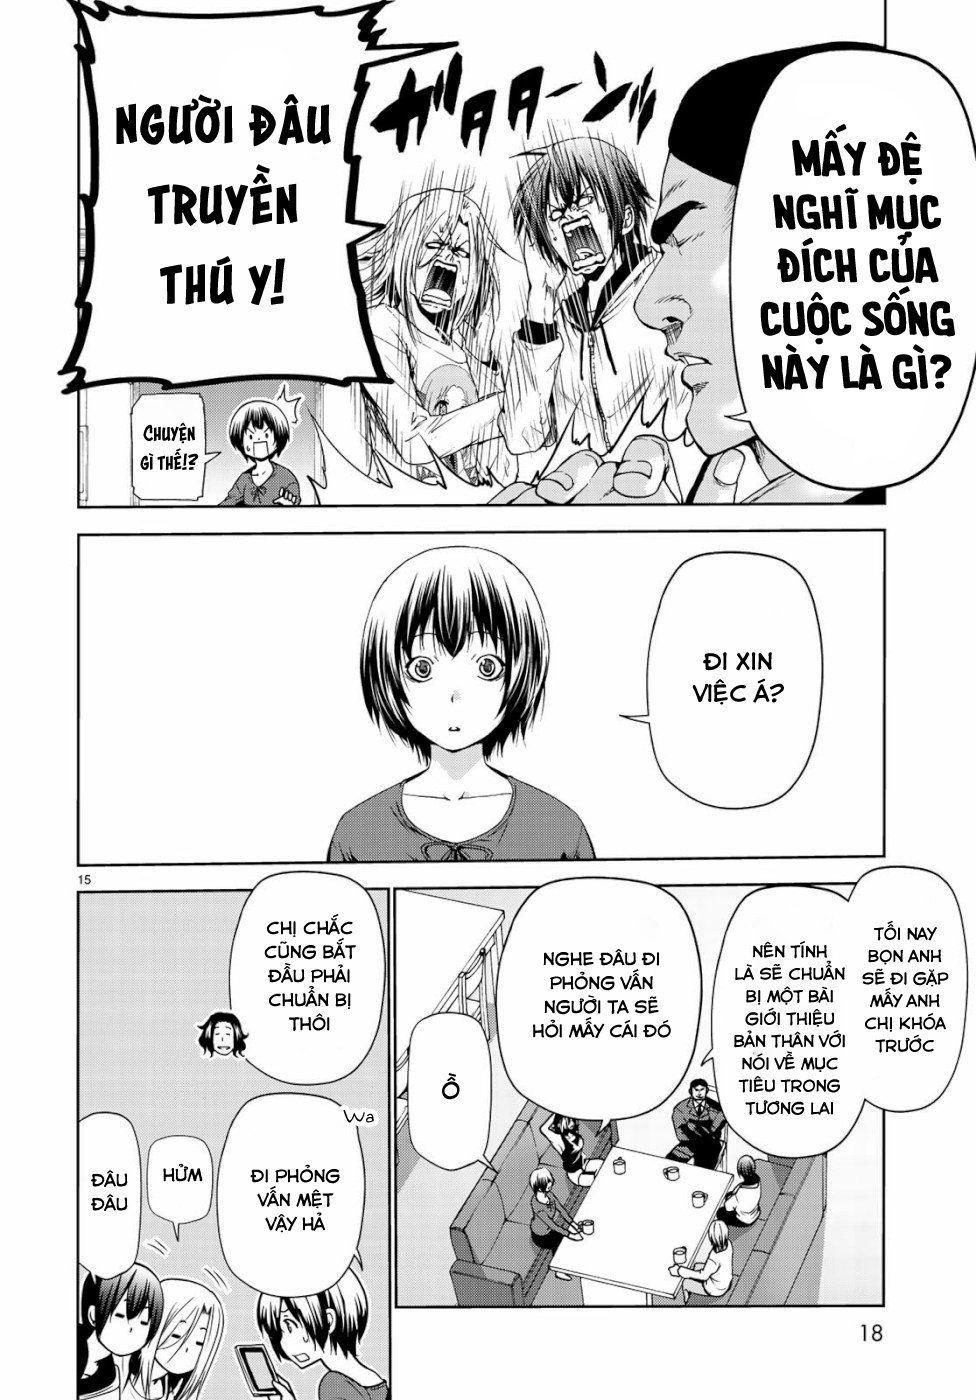 MẤY ĐỆ
NGHĨ MỤC
ĐÍCH CỦA
CUỘC SỐNG
NÀY LÀ GÌ?
ガタターン
NGƯỜI ĐÂU
TRUYỀN
THÚ Y!
CHUYỆN
GÌ THẾ!?
ĐI XIN
VIỆC Á?
15
TỐI NAY
BỌN ANH
SẼ ĐI GẶP
MẤY ANH
CHỊ KHÓA
TRƯỚC
NÊN TÍNH
LÀ SẼ CHUẨN
BỊ MỘT BÀI
GIỚI THIỆU
BẢN THÂN VỚI
NÓI VỀ MỤC
TIÊU TRONG
TƯƠNG LAI
NGHE ĐÂU ĐI
PHỎNG VẤN
NGƯỜI TA SẼ
HỎI MẤY CÁI ĐÓ
Ồ
CHỊ CHẮC
CŨNG BẮT
ĐẦU PHẢI
CHUẨN BỊ
THÔI
Wa
ĐI PHỎNG
VẤN MỆT
VẬY HẢ
HỬM
ĐÂU
ĐÂU
18